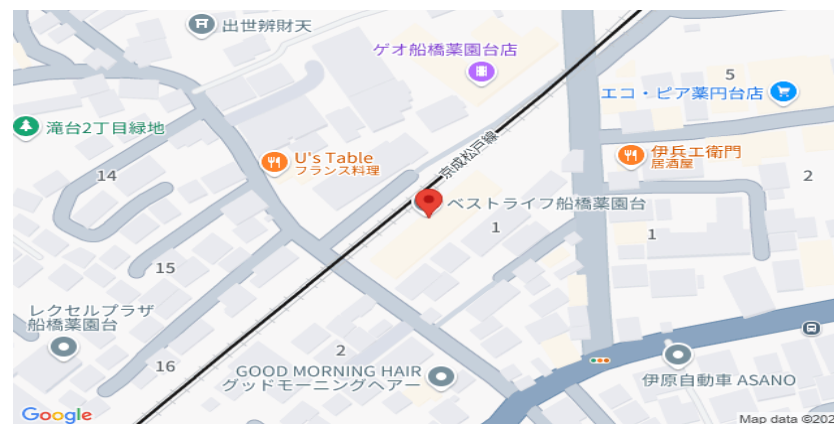 出世辨財天
ゲオ船橋薬園台店
5
エコ・ピア薬円台店
滝台2丁目緑地
京成松戸線
U's Table
フランス料理
伊兵工衛門
居酒屋
14
2
ベストライフ船橋薬園台
1
1
15
レクセルプラザ
船橋薬園台
2
16
GOOD MORNING HAIR
グッドモーニングヘアー
伊原自動車 ASANO
Google
Map data ©202